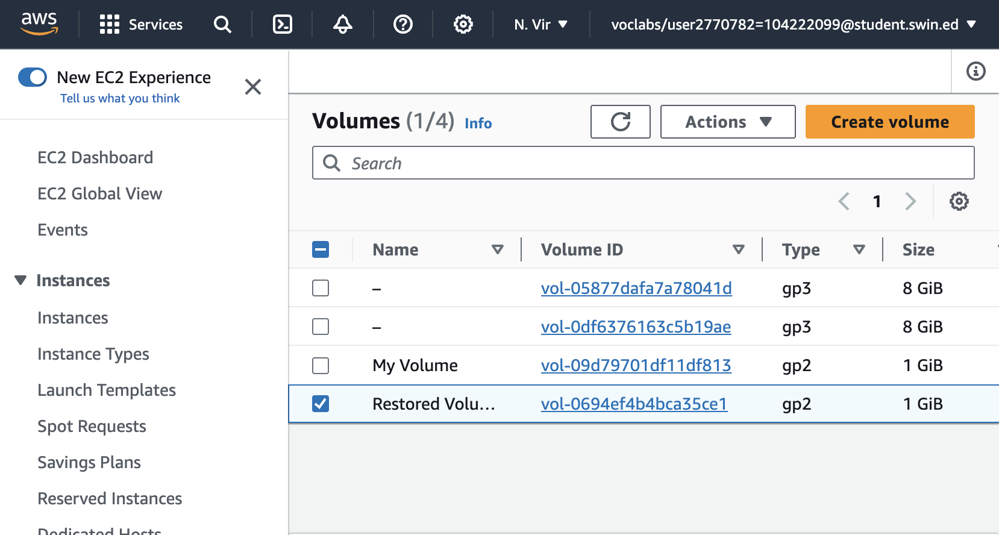 aws Services N. Vir voclabs/user2770782=104222099@student.swin.ed
New EC2 Experience
Tell us what you think
EC2 Dashboard
EC2 Global View
Events
Instances
Instances
Instance Types
Launch Templates
Spot Requests
Savings Plans
Reserved Instances
Dedicated Hosts
Volumes (1/4) Info Actions Create volume
Search
1
Name Volume ID Type Size
– vol-05877dafa7a78041d gp3 8 GiB
– vol-0df6376163c5b19ae gp3 8 GiB
My Volume vol-09d79701df11df813 gp2 1 GiB
Restored Volu... vol-0694ef4b4bca35ce1 gp2 1 GiB